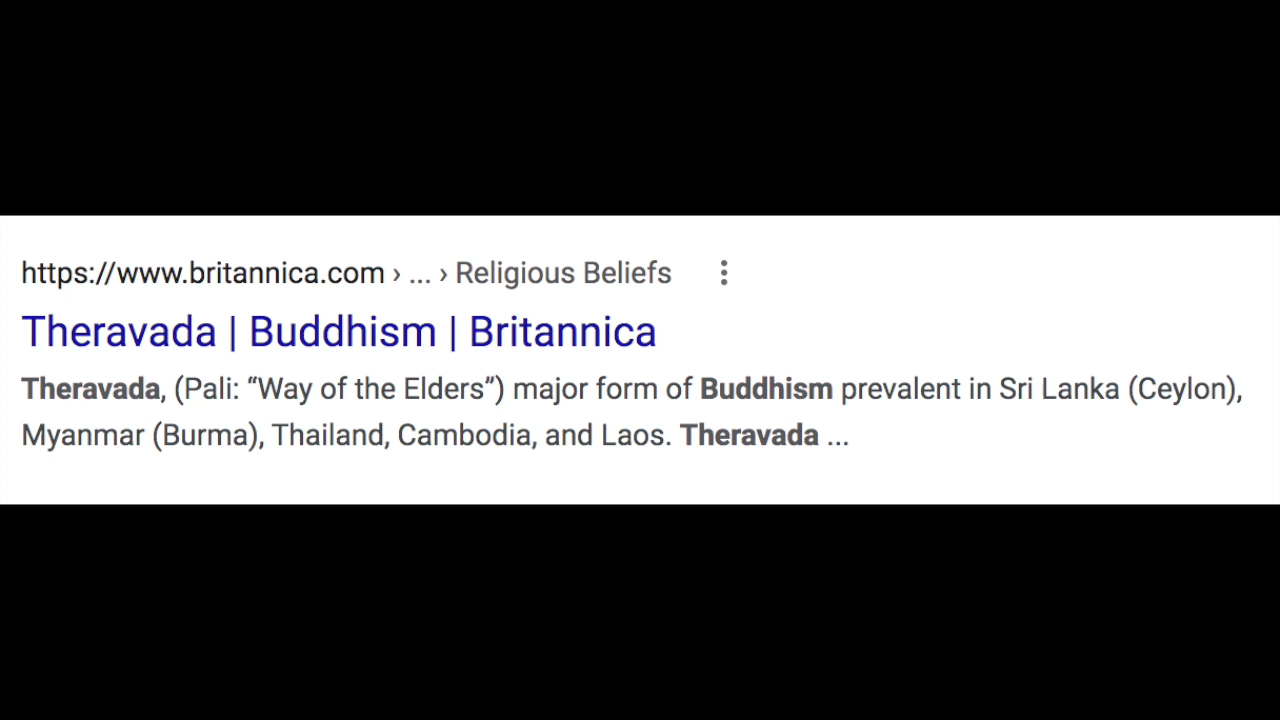 https://www.britannica.com › ... › Religious Beliefs
Theravada | Buddhism | Britannica
Theravada, (Pali: “Way of the Elders”) major form of Buddhism prevalent in Sri Lanka (Ceylon),
Myanmar (Burma), Thailand, Cambodia, and Laos. Theravada ...